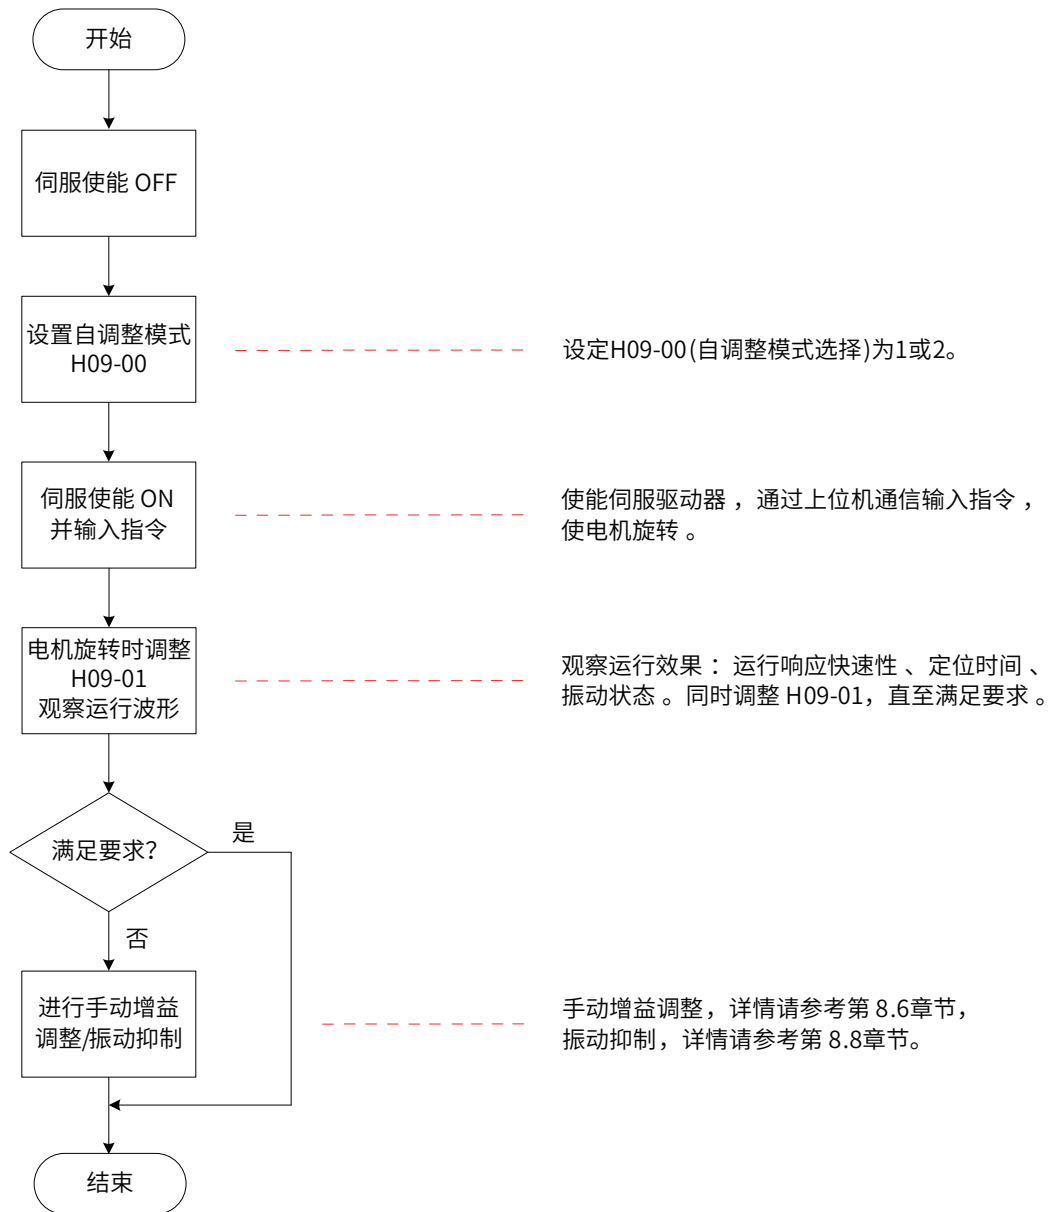 开始
伺服使能 OFF
设置自调整模式
H09-00
设定H09-00(自调整模式选择)为1或2。
伺服使能 ON
并输入指令
使能伺服驱动器，通过上位机通信输入指令，
使电机旋转。
电机旋转时调整
H09-01
观察运行波形
观察运行效果：运行响应快速性、定位时间、
振动状态。同时调整 H09-01，直至满足要求。
满足要求？
是
否
进行手动增益
调整/振动抑制
手动增益调整，详情请参考第 8.6章节，
振动抑制，详情请参考第 8.8章节。
结束